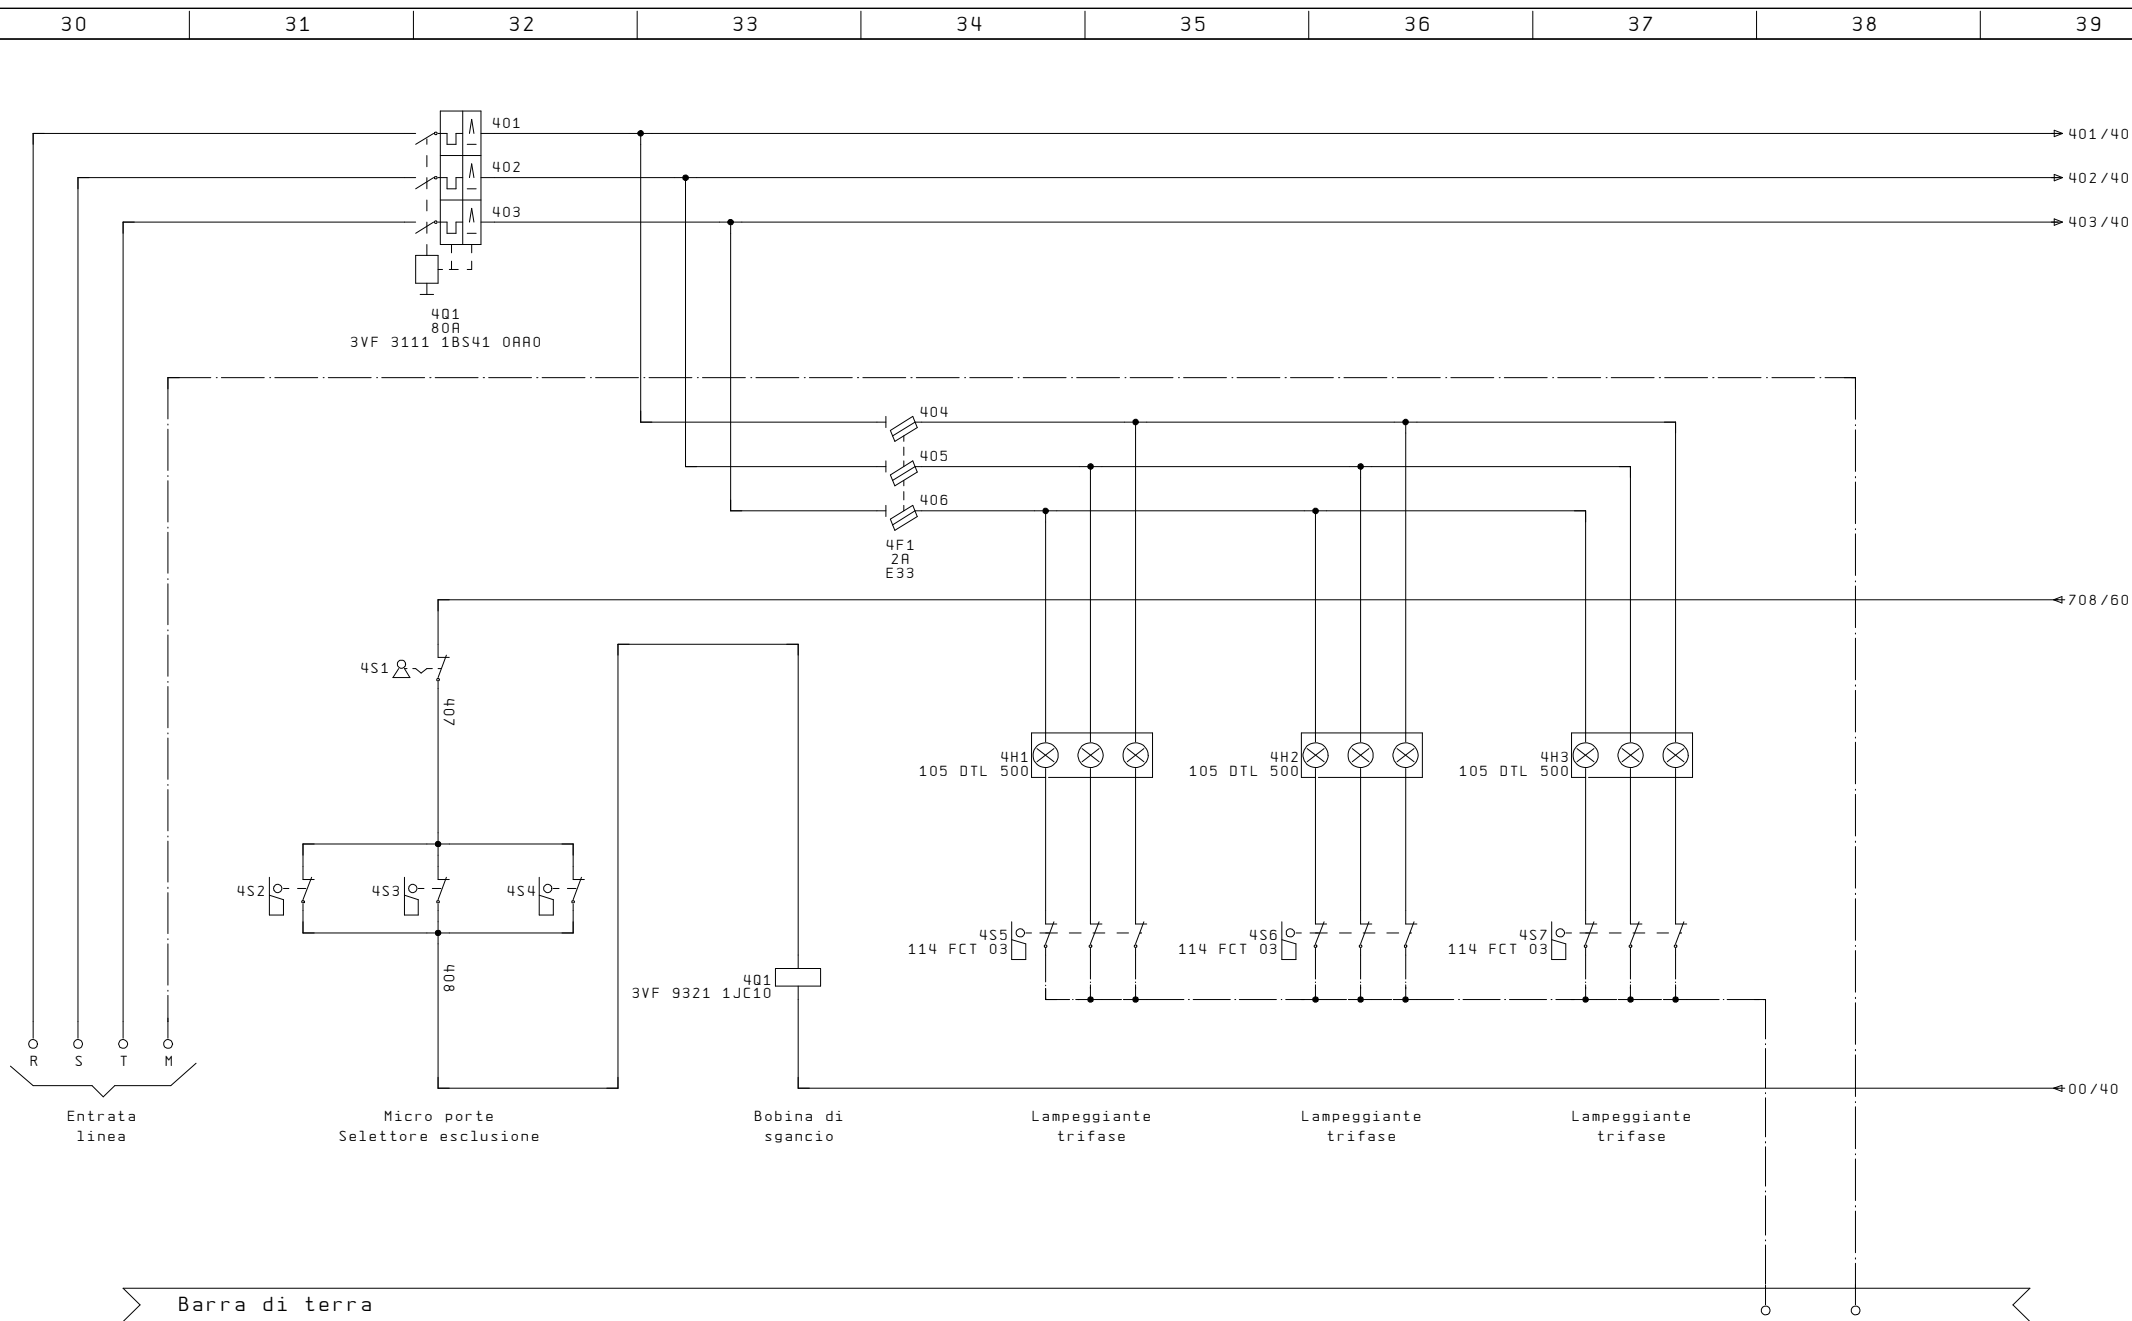 30 31 32 33 34 35 36 37 38 39
401
401/40
402
402/40
403
403/40
4Q1
80A
3VF 3111 1BS41 0AA0
404
405
406
4F1
2A
E33
708/60
4S1
407
4H1
105 DTL 500
4H2
105 DTL 500
4H3
105 DTL 500
4S2
4S3
4S4
4S5
114 FCT 03
4S6
114 FCT 03
4S7
114 FCT 03
408
4Q1
3VF 9321 1JC10
R S T M
00/40
Entrata
linea
Micro porte
Selettore esclusione
Bobina di
sgancio
Lampeggiante
trifase
Lampeggiante
trifase
Lampeggiante
trifase
Barra di terra